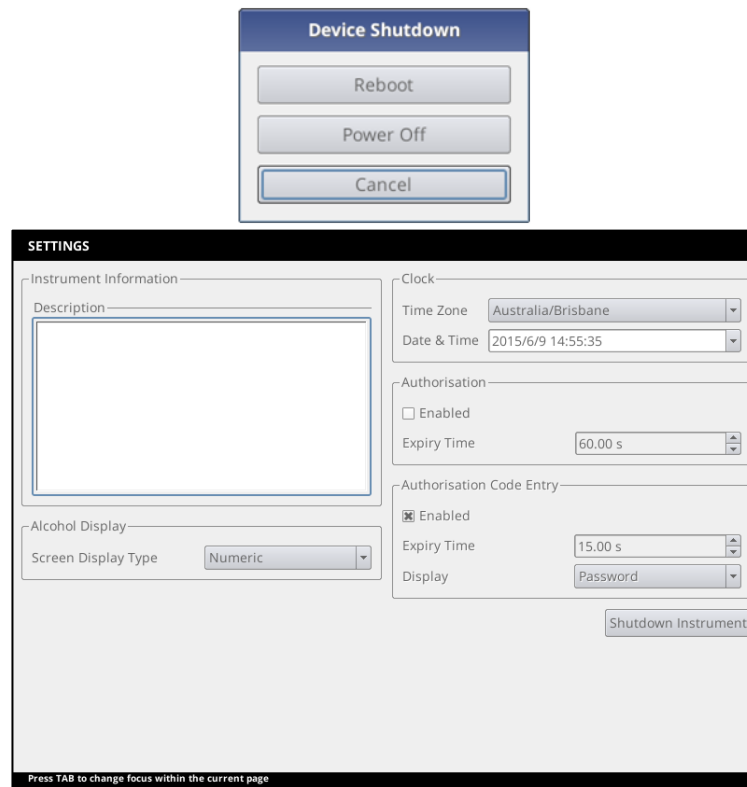 Device Shutdown
Reboot
Power Off
Cancel
SETTINGS
Instrument Information
Description
Alcohol Display
Screen Display Type Numeric
Clock
Time Zone Australia/Brisbane
Date & Time 2015/6/9 14:55:35
Authorisation
Enabled
Expiry Time 60.00 s
Authorisation Code Entry
Enabled
Expiry Time 15.00 s
Display Password
Shutdown Instrument
Press TAB to change focus within the current page